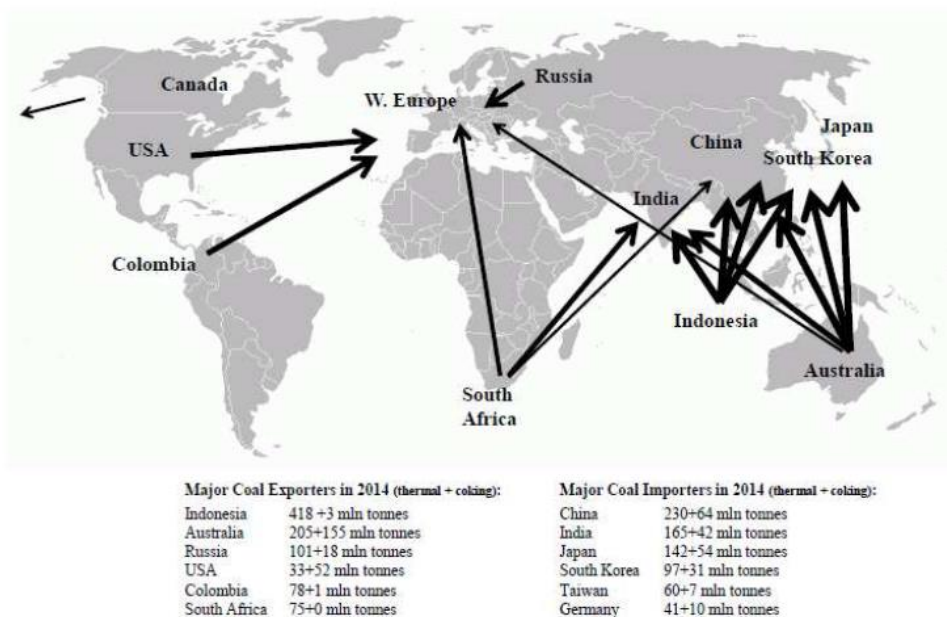 Canada
Russia
W. Europe
USA
China
Japan
South Korea
India
Colombia
Indonesia
Australia
South
Africa
Major Coal Exporters in 2014 (thermal + coking):
Indonesia 418 +3 mln tonnes
Australia 205+155 mln tonnes
Russia 101+18 mln tonnes
USA 33+52 mln tonnes
Colombia 78+1 mln tonnes
South Africa 75+0 mln tonnes
Major Coal Importers in 2014 (thermal + coking):
China 230+64 mln tonnes
India 165+42 mln tonnes
Japan 142+54 mln tonnes
South Korea 97+31 mln tonnes
Taiwan 60+7 mln tonnes
Germany 41+10 mln tonnes